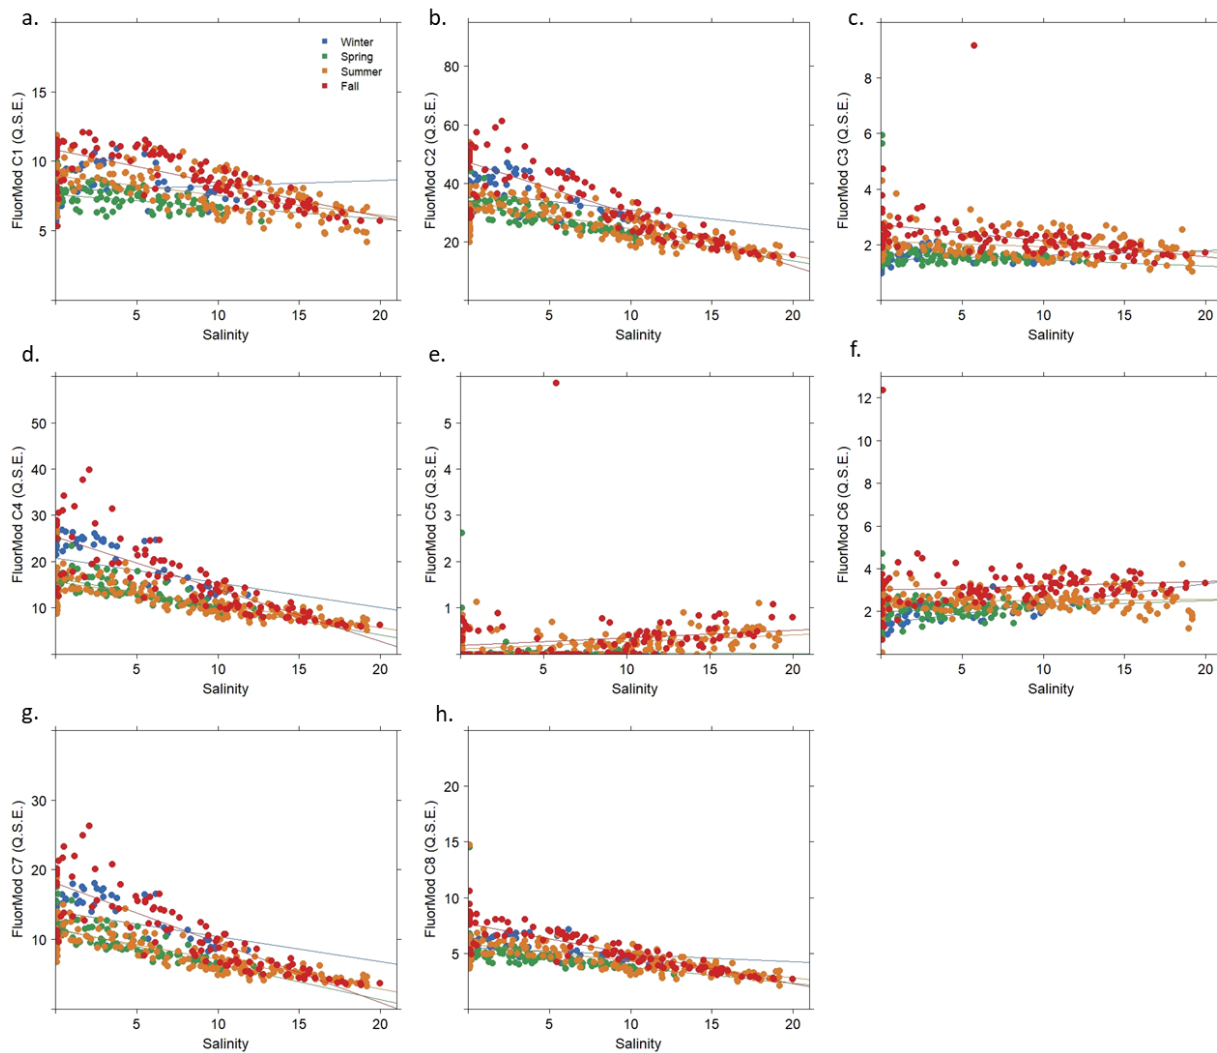 a.
20
15
10
5
FluorMod C1 (Q.S.E.)
Winter
Spring
Summer
Fall
5 10 15 20
Salinity
b.
80
60
40
20
FluorMod C2 (Q.S.E.)
5 10 15 20
Salinity
c.
8
6
4
2
FluorMod C3 (Q.S.E.)
5 10 15 20
Salinity
d.
50
40
30
20
10
FluorMod C4 (Q.S.E.)
5 10 15 20
Salinity
e.
5
4
3
2
1
FluorMod C5 (Q.S.E.)
5 10 15 20
Salinity
f.
12
10
8
6
4
2
FluorMod C6 (Q.S.E.)
5 10 15 20
Salinity
g.
30
20
10
FluorMod C7 (Q.S.E.)
5 10 15 20
Salinity
h.
20
15
10
5
FluorMod C8 (Q.S.E.)
5 10 15 20
Salinity